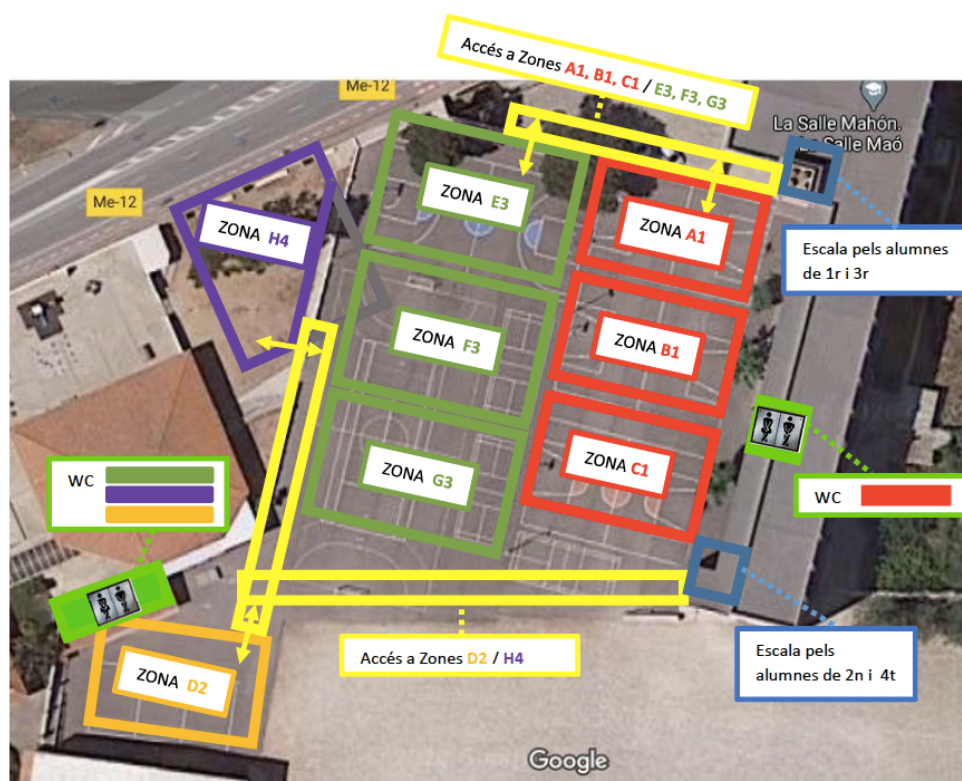 Accés a Zones A1, B1, C1 / E3, F3, G3
Me-12
La Salle Mahón.
La Salle Maó
Me-12
ZONA E3
ZONA H4
ZONA A1
Escala pels alumnes
de 1r i 3r
ZONA F3
ZONA B1
ZONA G3
ZONA C1
WC
WC
Accés a Zones D2 / H4
Escala pels
alumnes de 2n i 4t
ZONA D2
Google